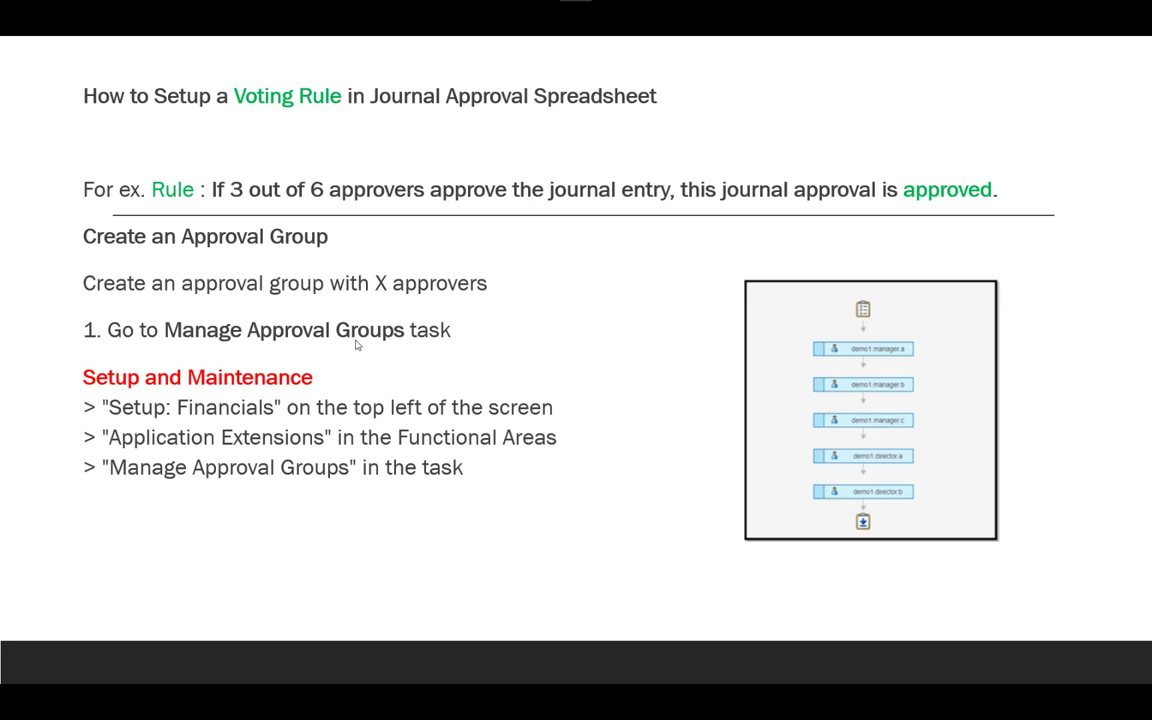 How to Setup a Voting Rule in Journal Approval Spreadsheet
For ex. Rule : If 3 out of 6 approvers approve the journal entry, this journal approval is approved.
Create an Approval Group
Create an approval group with X approvers
1. Go to Manage Approval Groups task
Setup and Maintenance
> "Setup: Financials" on the top left of the screen
> "Application Extensions" in the Functional Areas
> "Manage Approval Groups" in the task
demo1.manager.a
demo1.manager.b
demo1.manager.c
demo1.director.a
demo1.director.b